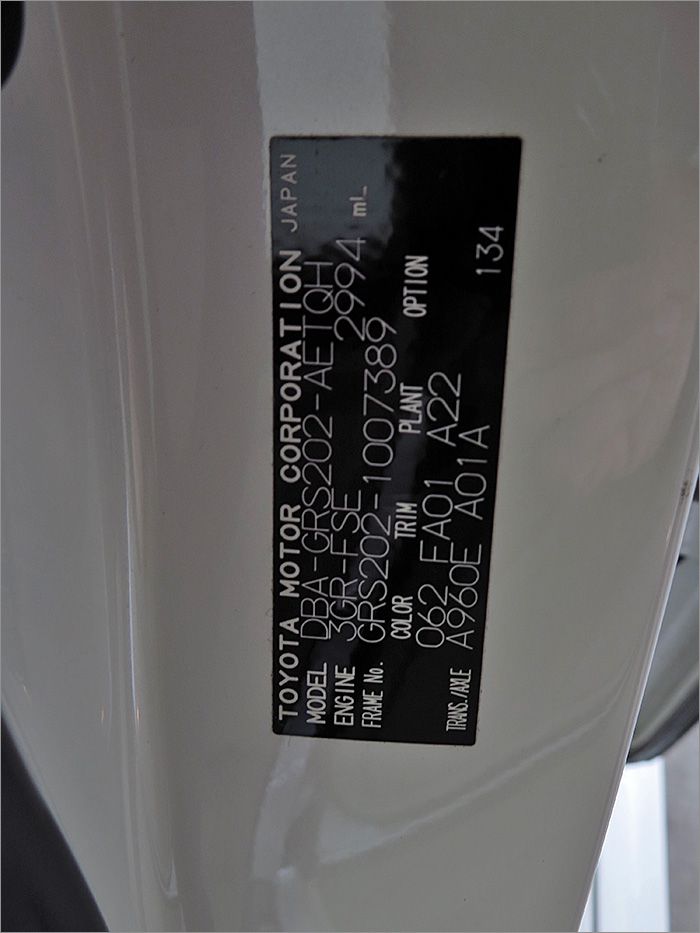 TOYOTA MOTOR CORPORATION JAPAN
MODEL DBA-GRS202-AETQH
ENGINE 3GR-FSE 2994 ml
FRAME No. GRS202-1007389
COLOR TRIM PLANT OPTION
062 FA01 A22
TRANS./AXLE A960E A01A 134